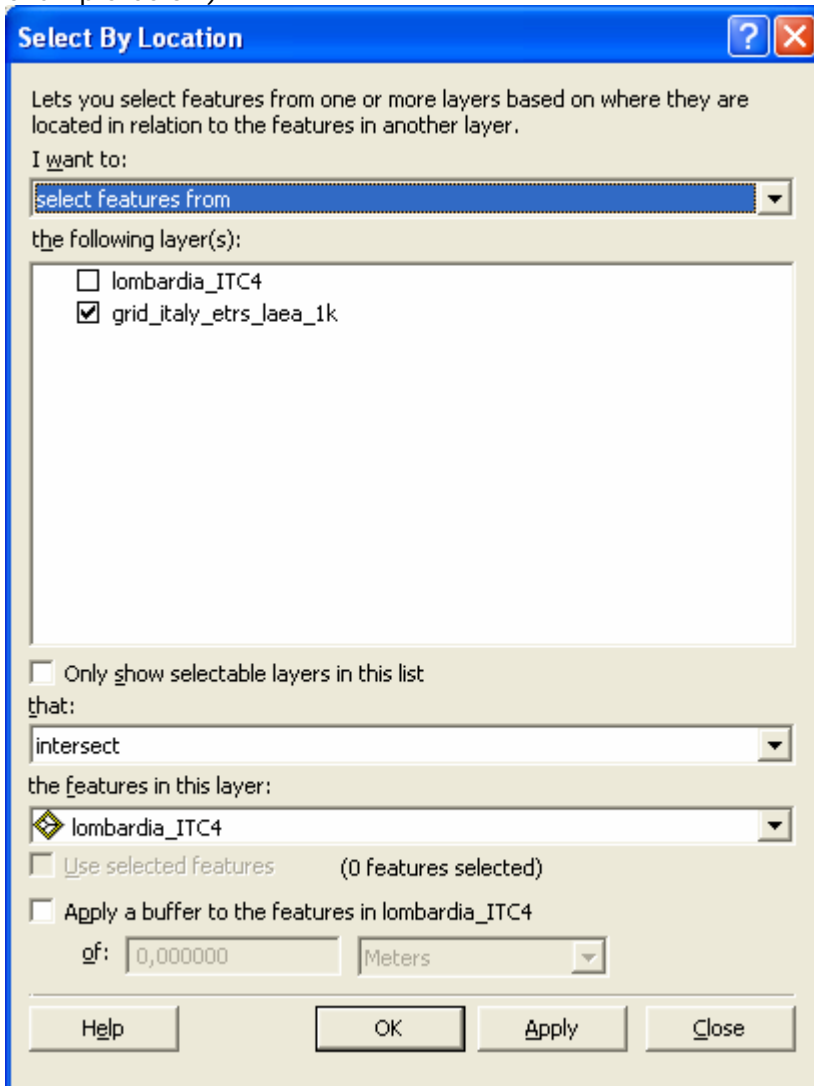 Select By Location
Lets you select features from one or more layers based on where they are
located in relation to the features in another layer.
I want to:
select features from
the following layer(s):
lombardia_ITC4
grid_italy_etrs_laea_1k
Only show selectable layers in this list
that:
intersect
the features in this layer:
lombardia_ITC4
Use selected features (0 features selected)
Apply a buffer to the features in lombardia_ITC4
of: 0,000000 Meters
Help OK Apply Close